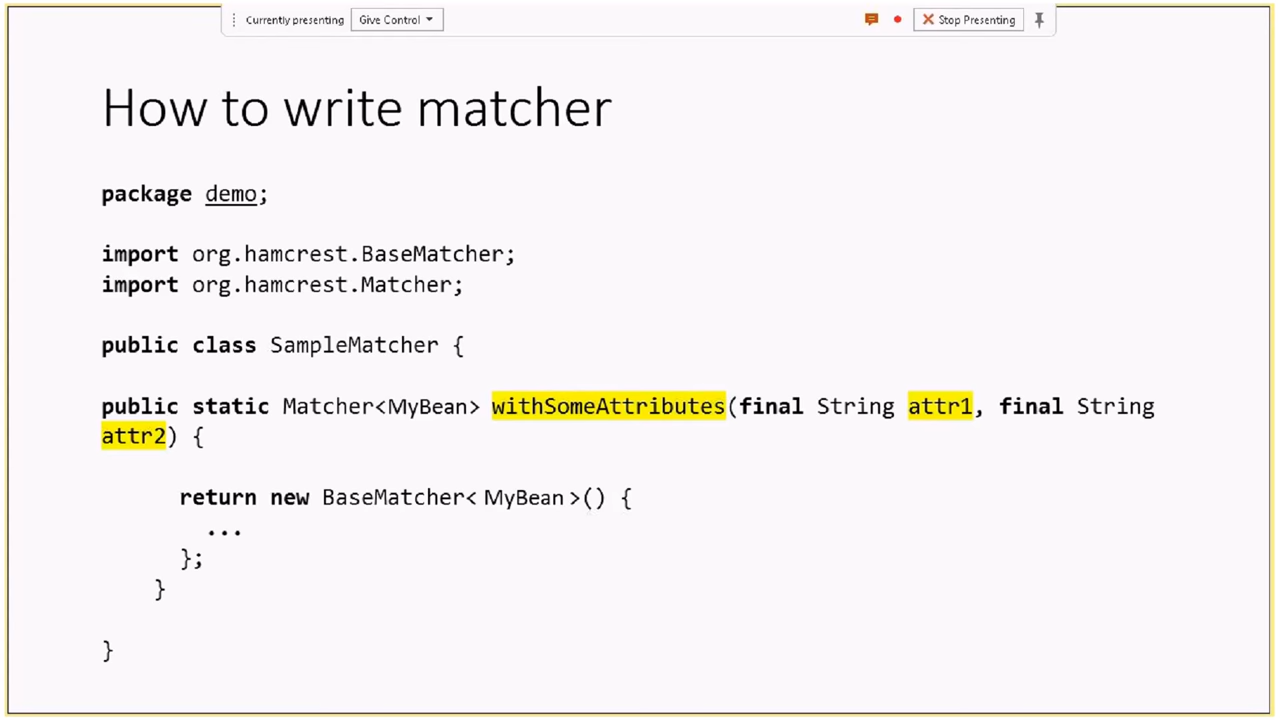 Currently presenting Give Control Stop Presenting
How to write matcher
package demo;
import org.hamcrest.BaseMatcher;
import org.hamcrest.Matcher;
public class SampleMatcher {
public static Matcher<MyBean> withSomeAttributes(final String attr1, final String
attr2) {
return new BaseMatcher< MyBean >() {
...
};
}
}